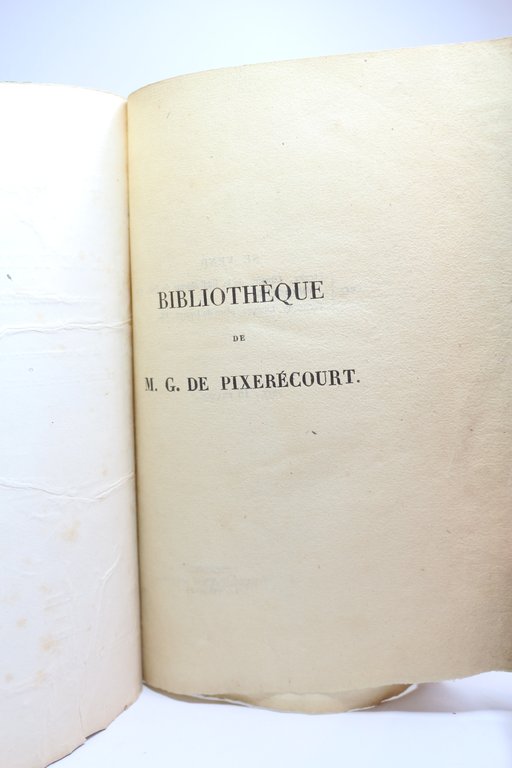 BIBLIOTHÈQUE
DE
M. G. DE PIXERÉCOURT.